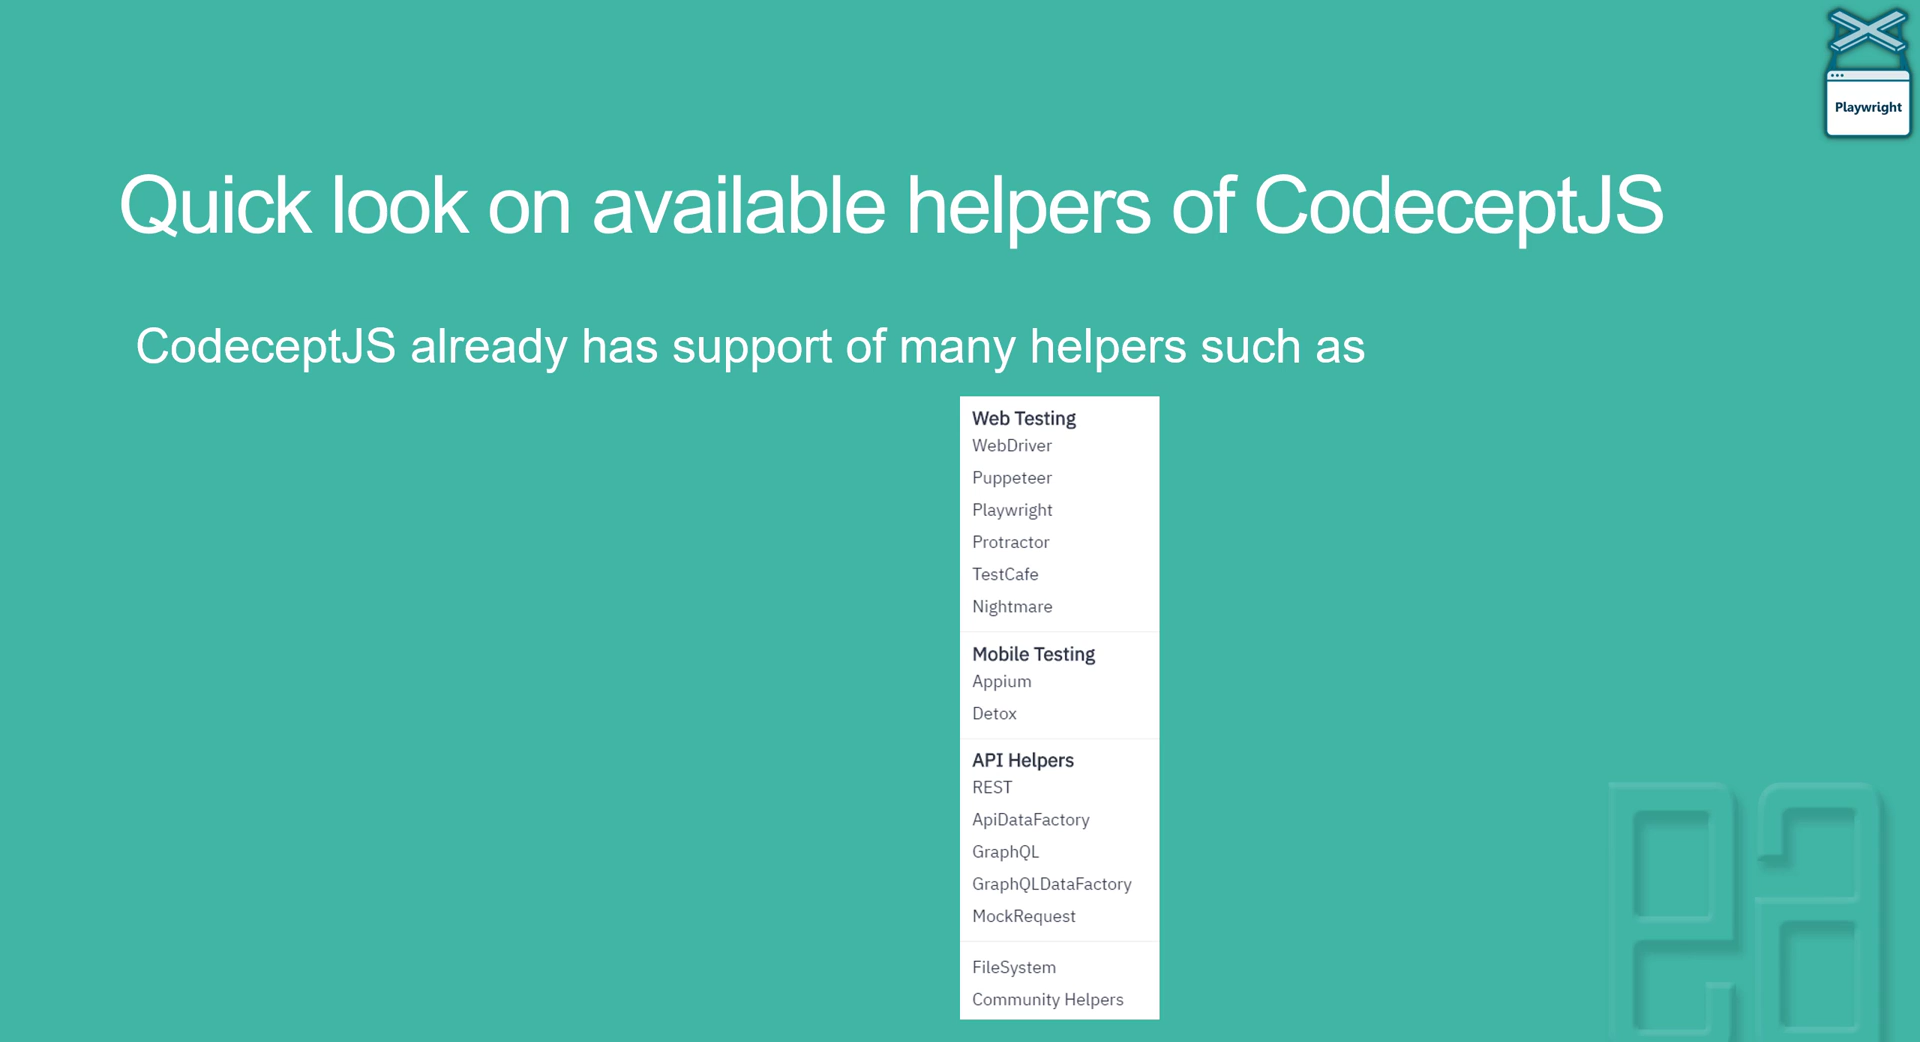 Playwright
Quick look on available helpers of CodeceptJS
CodeceptJS already has support of many helpers such as
Web Testing
WebDriver
Puppeteer
Playwright
Protractor
TestCafe
Nightmare
Mobile Testing
Appium
Detox
API Helpers
REST
ApiDataFactory
GraphQL
GraphQLDataFactory
MockRequest
FileSystem
Community Helpers